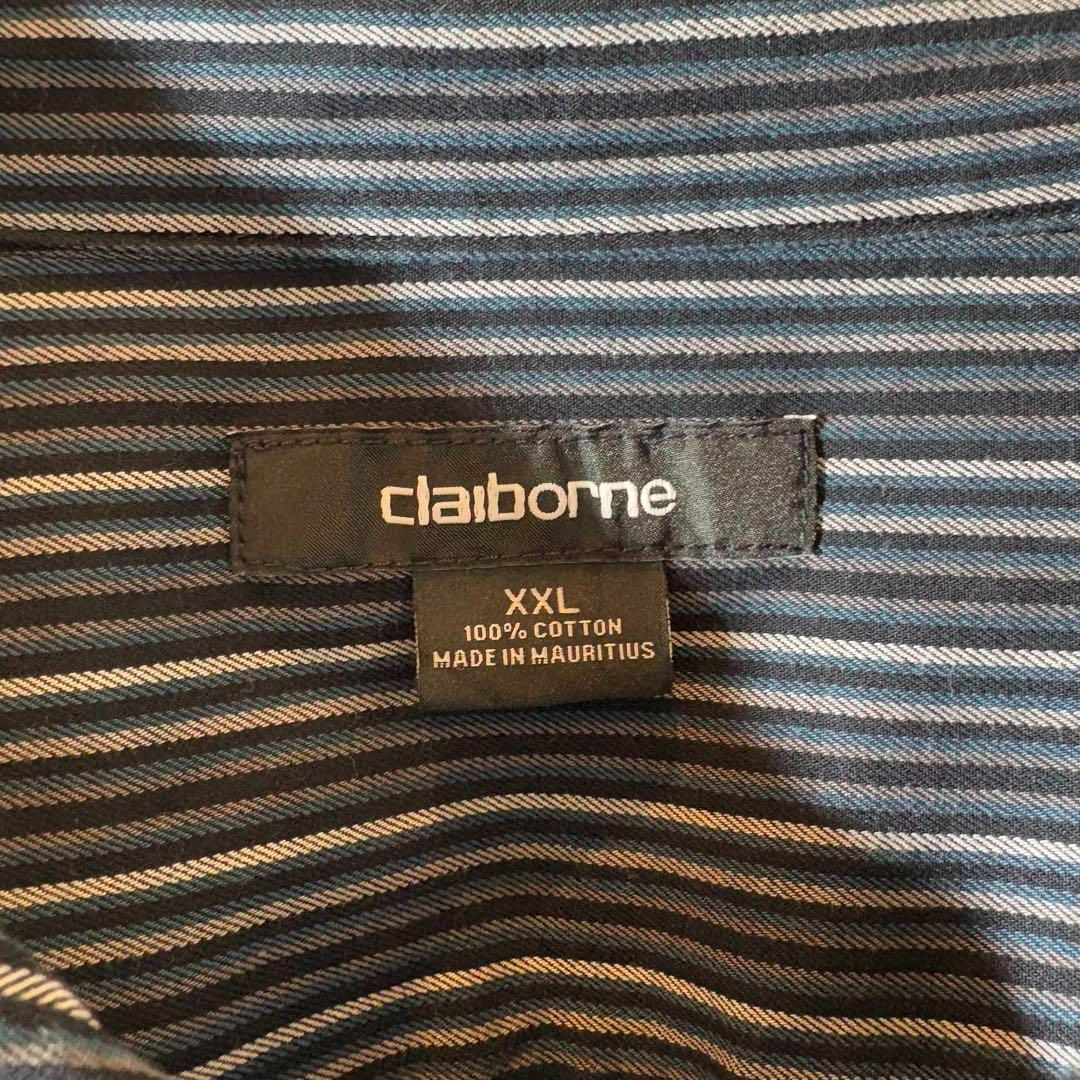 claiborne
XXL
100% COTTON
MADE IN MAURITIUS